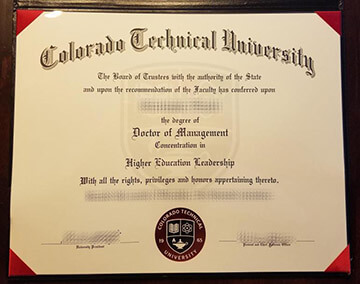 Colorado Technical University
The Board of Trustees with the authority of the State
and upon the recommendation of the Faculty has conferred upon
the degree of
Doctor of Management
Concentration in
Higher Education Leadership
With all the rights, privileges and honors appertaining thereto.
COLORADO TECHNICAL
19 65
UNIVERSITY